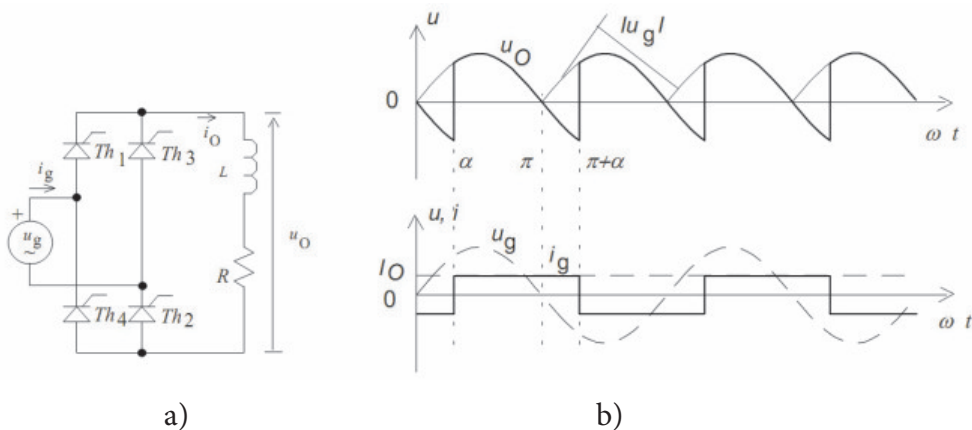 i_O
Th_1
Th_3
L
i_g
+
u_g
~
u_O
R
Th_4
Th_2
a)
u
u_O
|u_g|
0
ω t
α
π
π+α
u, i
u_g
i_g
I_O
0
ω t
b)